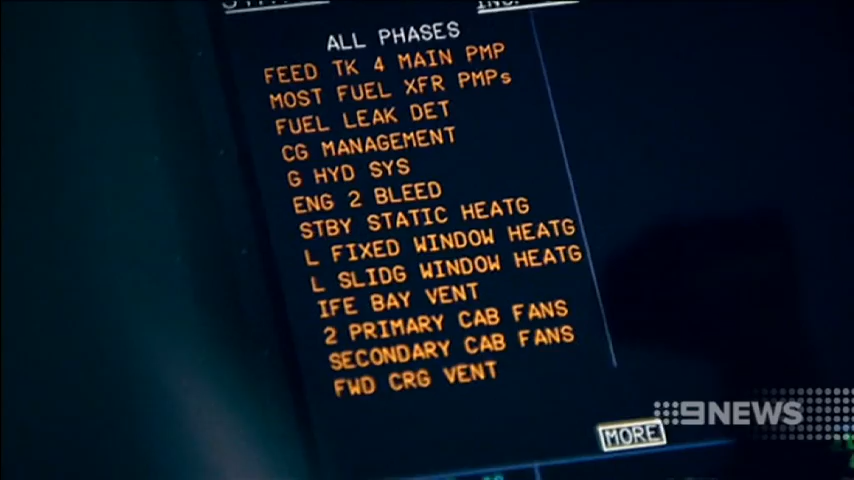 ALL PHASES
FEED TK 4 MAIN PMP
MOST FUEL XFR PMPs
FUEL LEAK DET
CG MANAGEMENT
G HYD SYS
ENG 2 BLEED
STBY STATIC HEATG
L FIXED WINDOW HEATG
L SLIDG WINDOW HEATG
IFE BAY VENT
2 PRIMARY CAB FANS
SECONDARY CAB FANS
FWD CRG VENT
MORE
9NEWS